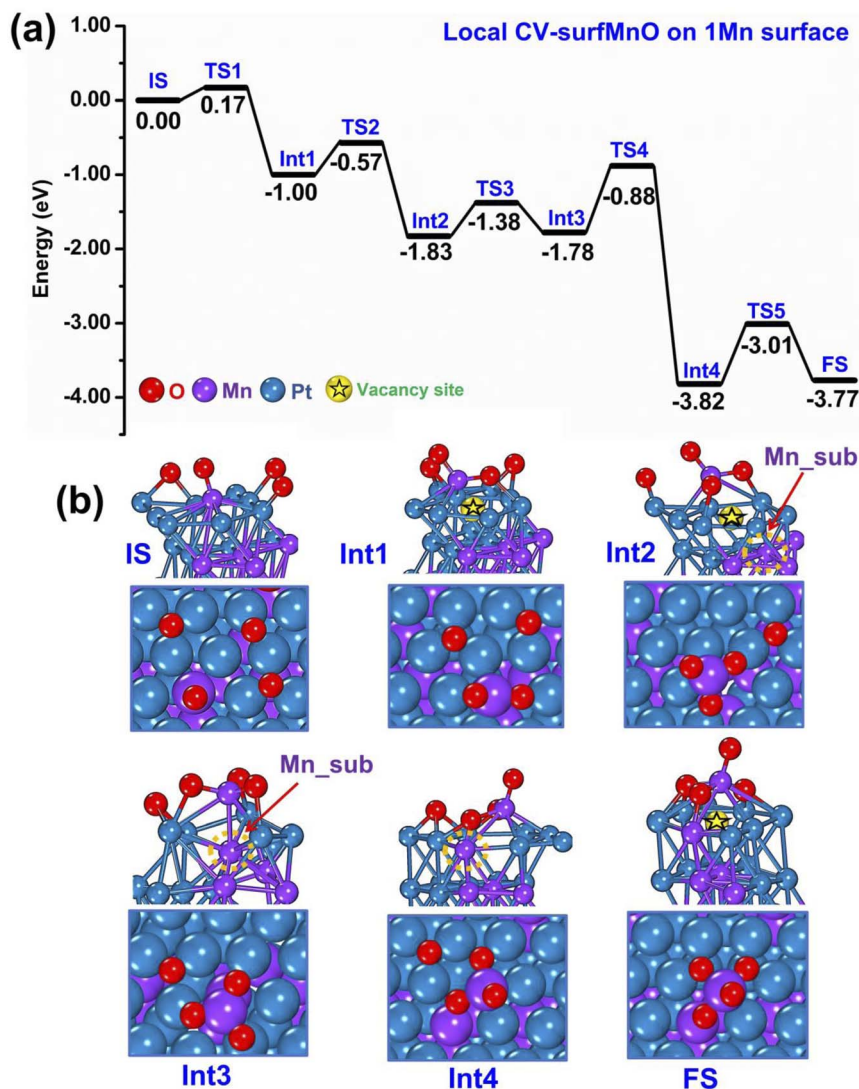 (a)
Local CV-surfMnO on 1Mn surface
Energy (eV)
1.00
0.00
-1.00
-2.00
-3.00
-4.00
IS
0.00
TS1
0.17
Int1
-1.00
TS2
-0.57
Int2
-1.83
TS3
-1.38
Int3
-1.78
TS4
-0.88
Int4
-3.82
TS5
-3.01
FS
-3.77
O
Mn
Pt
Vacancy site
(b)
IS
Int1
Int2
Mn_sub
Mn_sub
Int3
Int4
FS